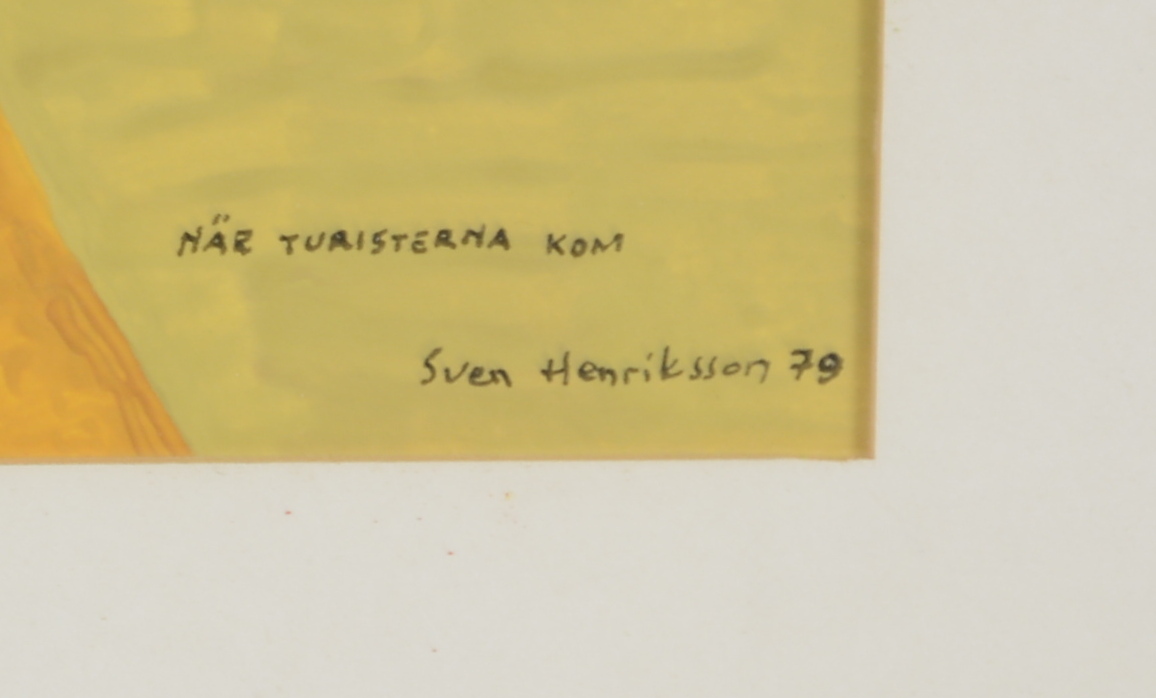 NÄR TURISTERNA KOM
Sven Henriksson 79